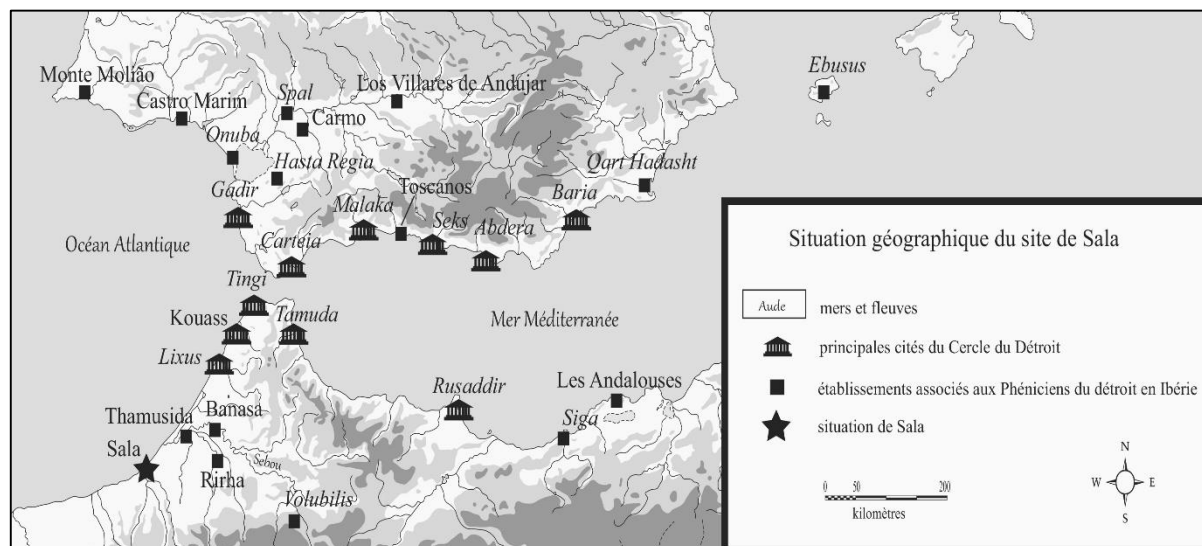 Ebusus
Monte Molião
Castro Marim
Spal
Los Villares de Andujar
Carmo
Onuba
Hasta Regia
Qart Hadasht
Toscanos
Gadir
Malaka
Baria
Seks
Abdera
Océan Atlantique
Carteia
Tingi
Kouass
Tamuda
Mer Méditerranée
Lixus
Rusaddir
Les Andalouses
Siga
Thamusida
Banasa
Sala
Sebou
Rirha
Volubilis
Situation géographique du site de Sala
Aude
mers et fleuves
principales cités du Cercle du Détroit
établissements associés aux Phéniciens du détroit en Ibérie
situation de Sala
N
W
E
S
0 50 200
kilomètres